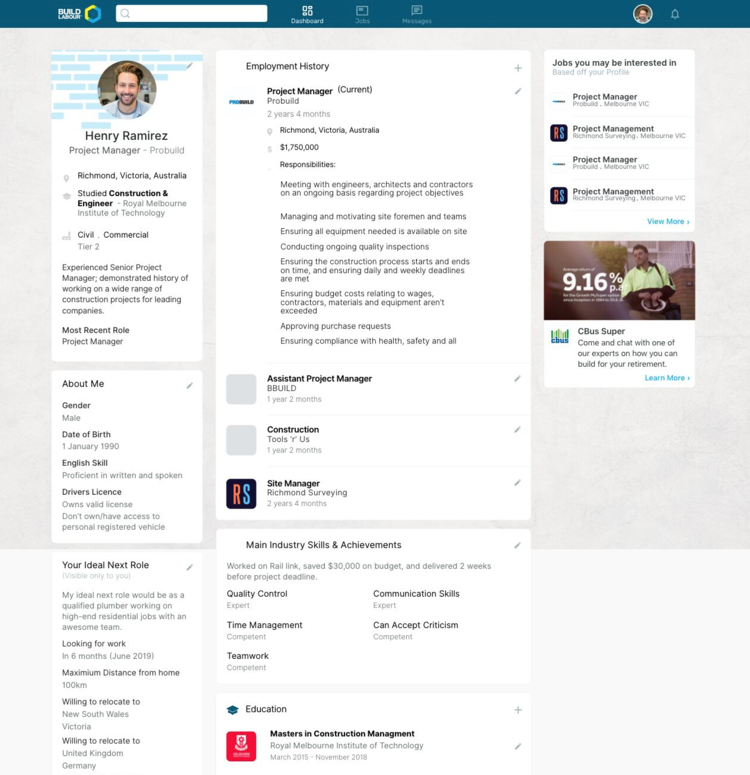 BUILD
LABOUR
Dashboard
Jobs
Messages
Henry Ramirez
Project Manager - Probuild
Richmond, Victoria, Australia
Studied Construction &
Engineer - Royal Melbourne
Institute of Technology
Civil . Commercial
Tier 2
Experienced Senior Project
Manager; demonstrated history of
working on a wide range of
construction projects for leading
companies.
Most Recent Role
Project Manager
About Me
Gender
Male
Date of Birth
1 January 1990
English Skill
Proficient in written and spoken
Drivers Licence
Owns valid license
Don't own/have access to
personal registered vehicle
Your Ideal Next Role
(Visible only to you)
My ideal next role would be as a
qualified plumber working on
high-end residential jobs with an
awesome team.
Looking for work
In 6 months (June 2019)
Maximium Distance from home
100km
Willing to relocate to
New South Wales
Victoria
Willing to relocate to
United Kingdom
Germany
Employment History
PROBUILD
Project Manager (Current)
Probuild
2 years 4 months
Richmond, Victoria, Australia
$ $1,750,000
Responsibilities:
Meeting with engineers, architects and contractors
on an ongoing basis regarding project objectives
Managing and motivating site foremen and teams
Ensuring all equipment needed is available on site
Conducting ongoing quality inspections
Ensuring the construction process starts and ends
on time, and ensuring daily and weekly deadlines
are met
Ensuring budget costs relating to wages,
contractors, materials and equipment aren't
exceeded
Approving purchase requests
Ensuring compliance with health, safety and all
Assistant Project Manager
BBUILD
1 year 2 months
Construction
Tools 'r' Us
1 year 2 months
RS
Site Manager
Richmond Surveying
2 years 4 months
Main Industry Skills & Achievements
Worked on Rail link, saved $30,000 on budget, and delivered 2 weeks
before project deadline.
Quality Control
Expert
Communication Skills
Expert
Time Management
Competent
Can Accept Criticism
Competent
Teamwork
Competent
Education
Masters in Construction Managment
Royal Melbourne Institute of Technology
March 2015 - November 2018
Jobs you may be interested in
Based off your Profile
Project Manager
Probuild . Melbourne VIC
RS
Project Management
Richmond Surveying . Melbourne VIC
Project Manager
Probuild . Melbourne VIC
RS
Project Management
Richmond Surveying . Melbourne VIC
View More ›
Average return of
9.16%
p.a.
for the Growth MySuper option
cbus
CBus Super
Come and chat with one of
our experts on how you can
build for your retirement.
Learn More ›